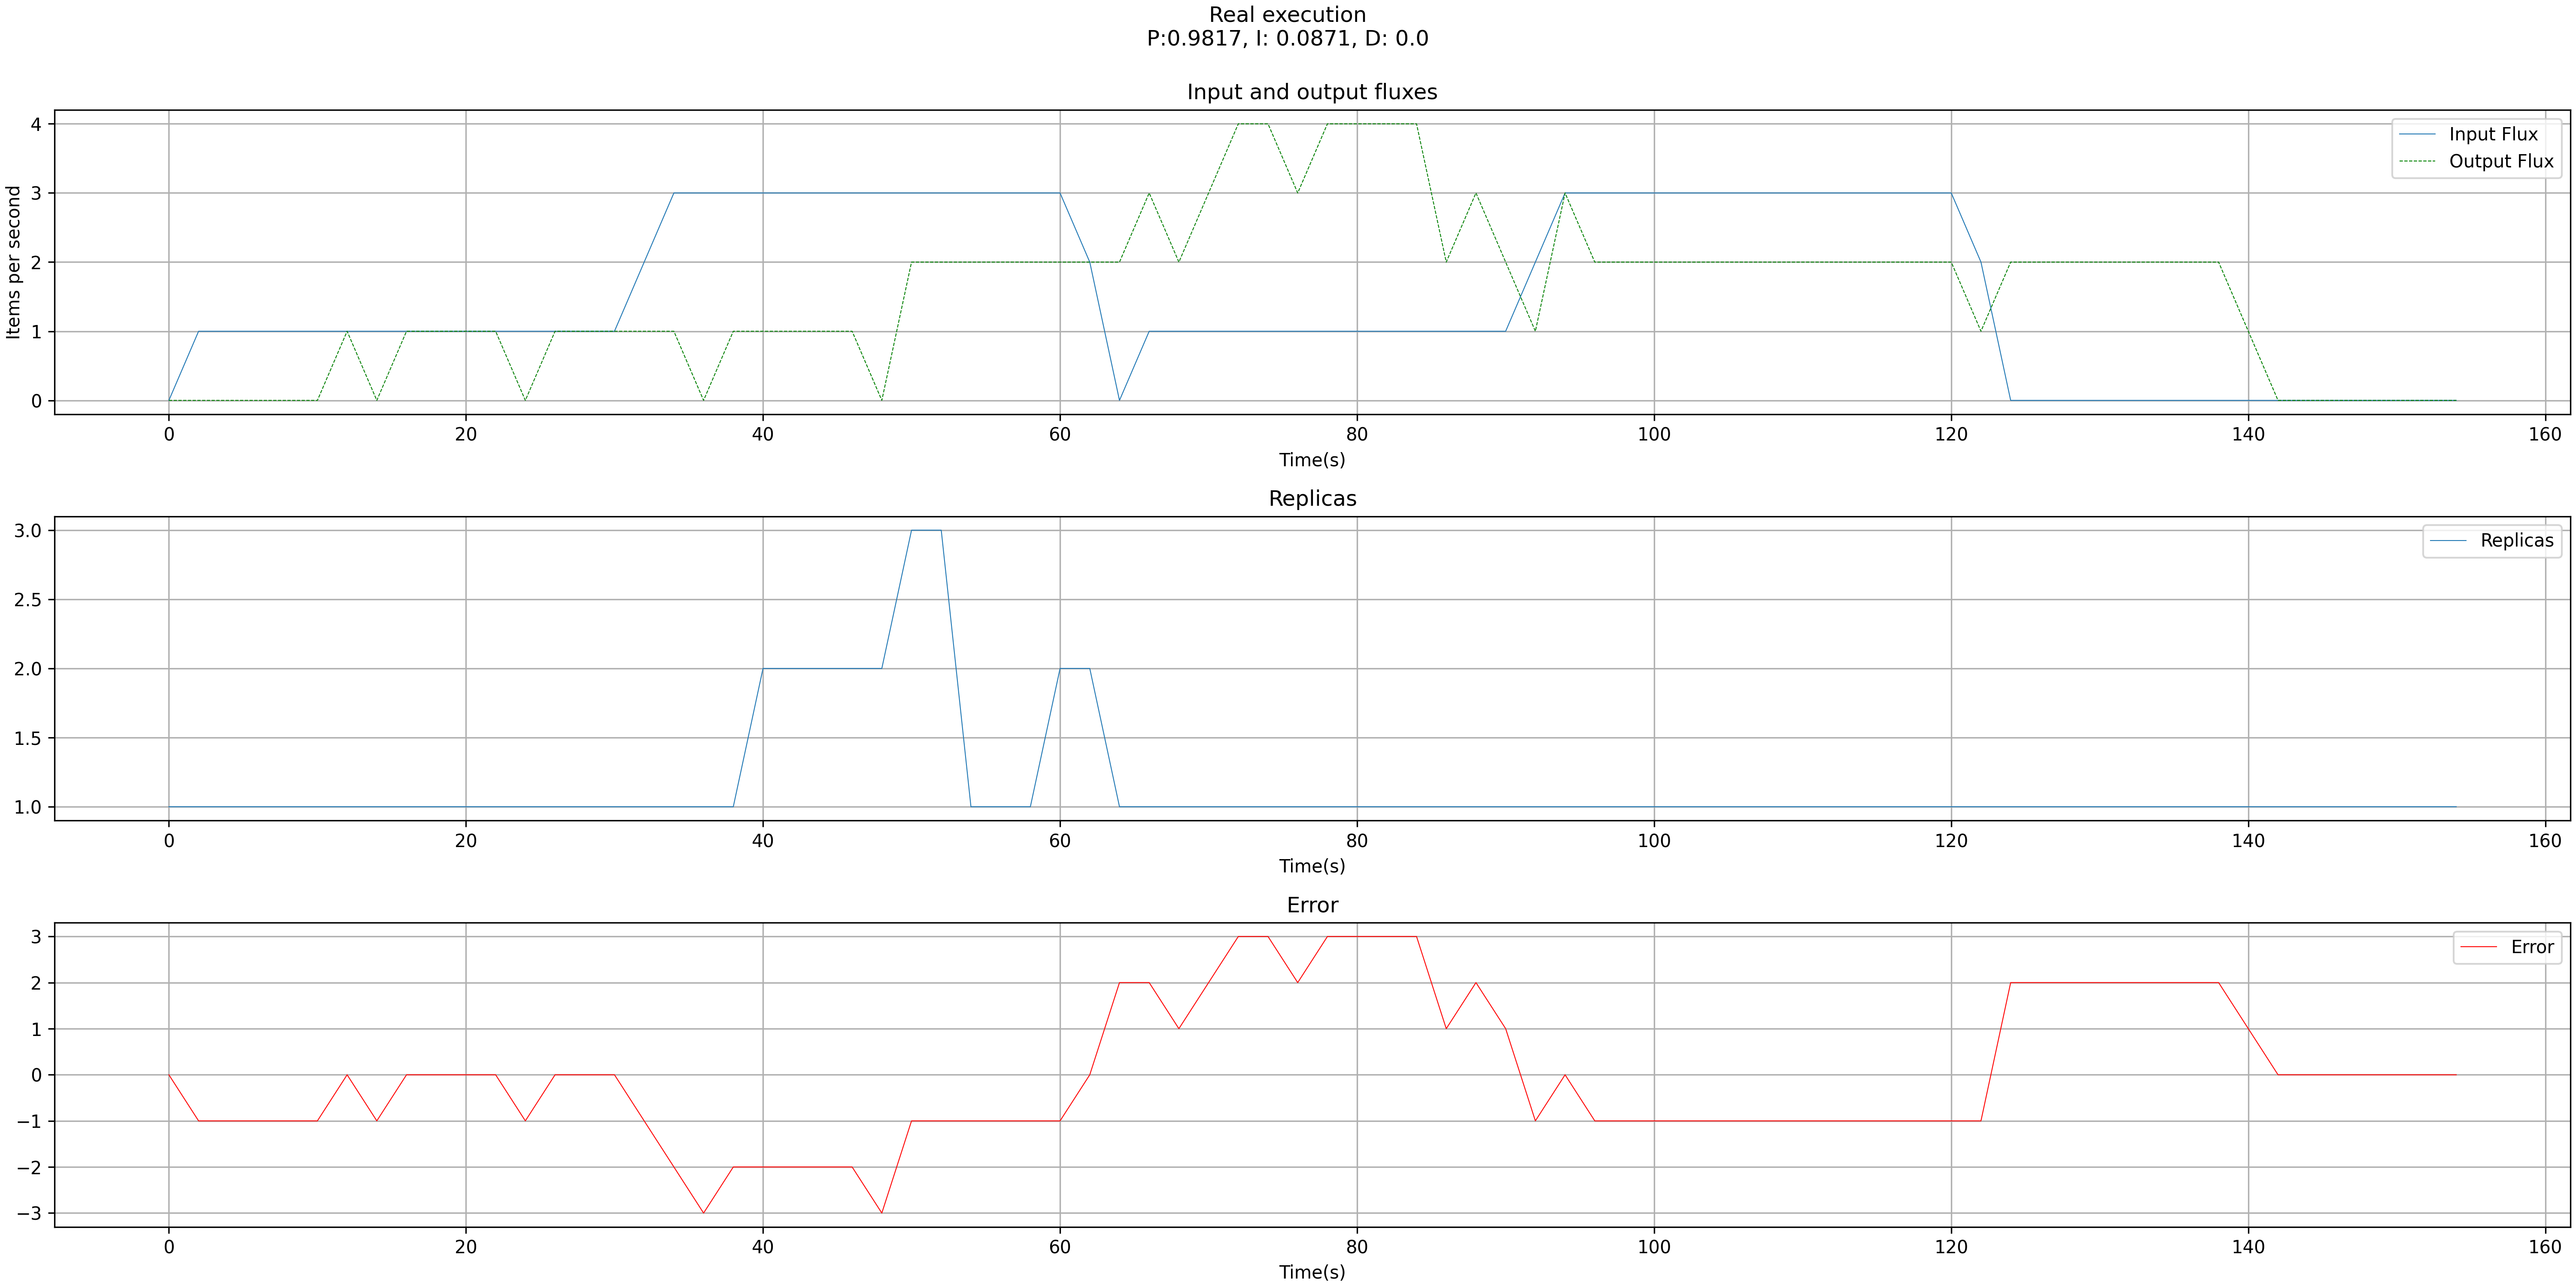 Real execution
P:0.9817, I: 0.0871, D: 0.0
Input and output fluxes
Items per second
4
3
2
1
0
Input Flux
Output Flux
0 20 40 60 80 100 120 140 160
Time(s)
Replicas
3.0
2.5
2.0
1.5
1.0
Replicas
0 20 40 60 80 100 120 140 160
Time(s)
Error
3
2
1
0
−1
−2
−3
Error
0 20 40 60 80 100 120 140 160
Time(s)